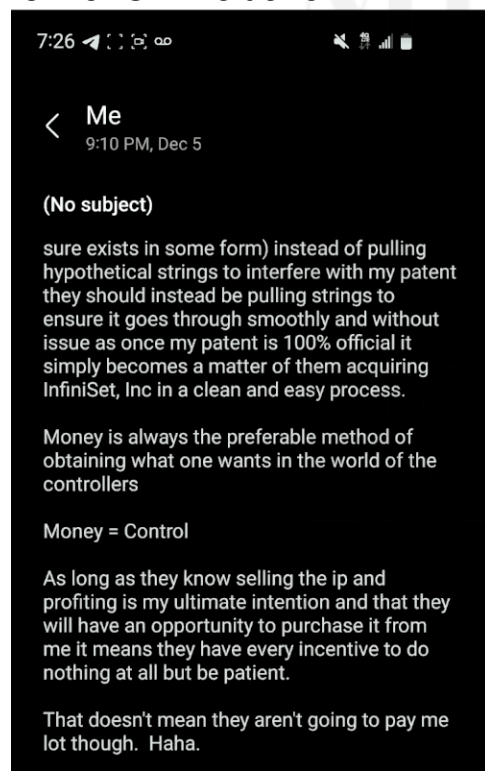 7:26
Me
9:10 PM, Dec 5
(No subject)
sure exists in some form) instead of pulling
hypothetical strings to interfere with my patent
they should instead be pulling strings to
ensure it goes through smoothly and without
issue as once my patent is 100% official it
simply becomes a matter of them acquiring
InfiniSet, Inc in a clean and easy process.
Money is always the preferable method of
obtaining what one wants in the world of the
controllers
Money = Control
As long as they know selling the ip and
profiting is my ultimate intention and that they
will have an opportunity to purchase it from
me it means they have every incentive to do
nothing at all but be patient.
That doesn't mean they aren't going to pay me
lot though.  Haha.